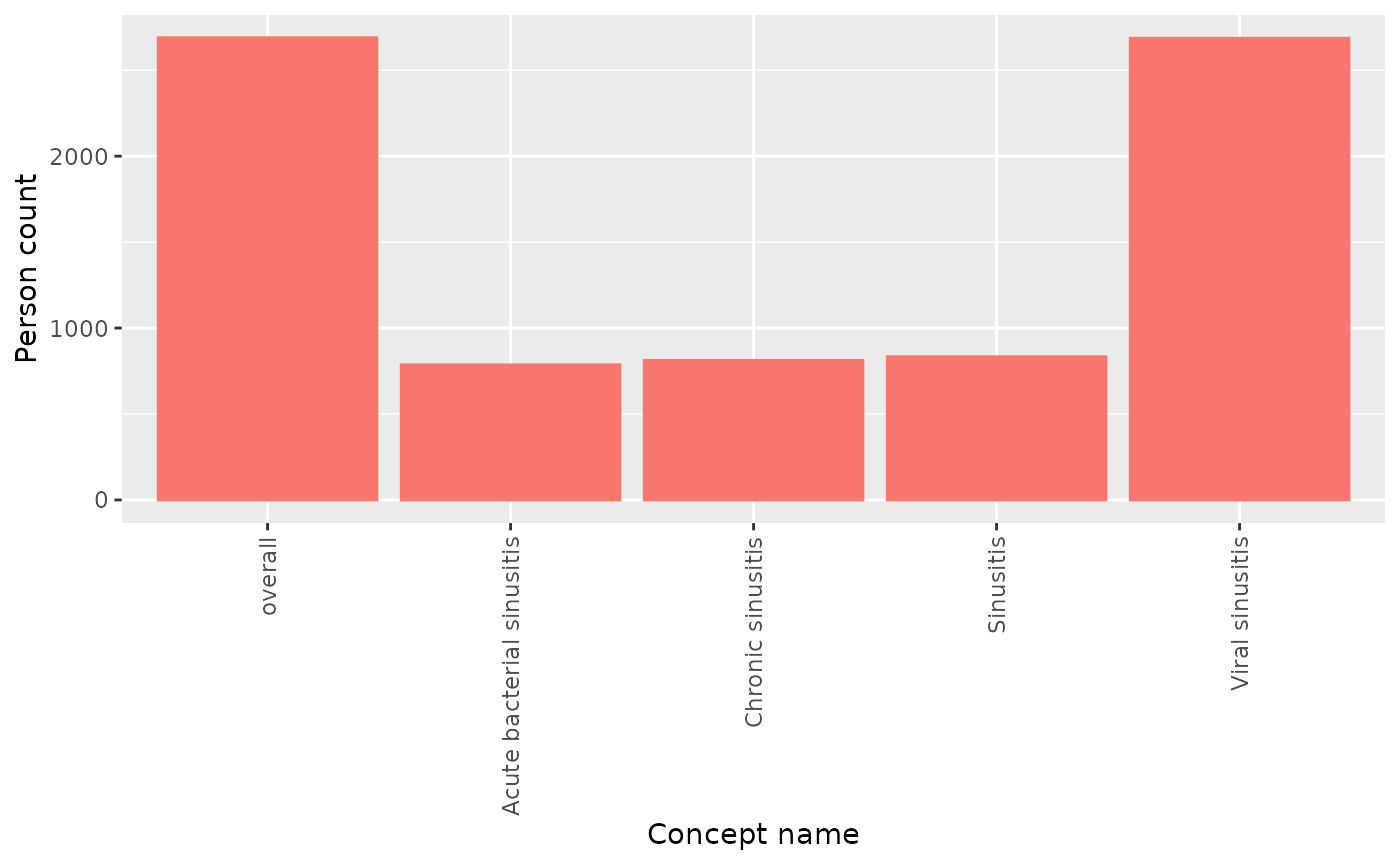 Person count
2000
1000
0
overall
Acute bacterial sinusitis
Chronic sinusitis
Sinusitis
Viral sinusitis
Concept name